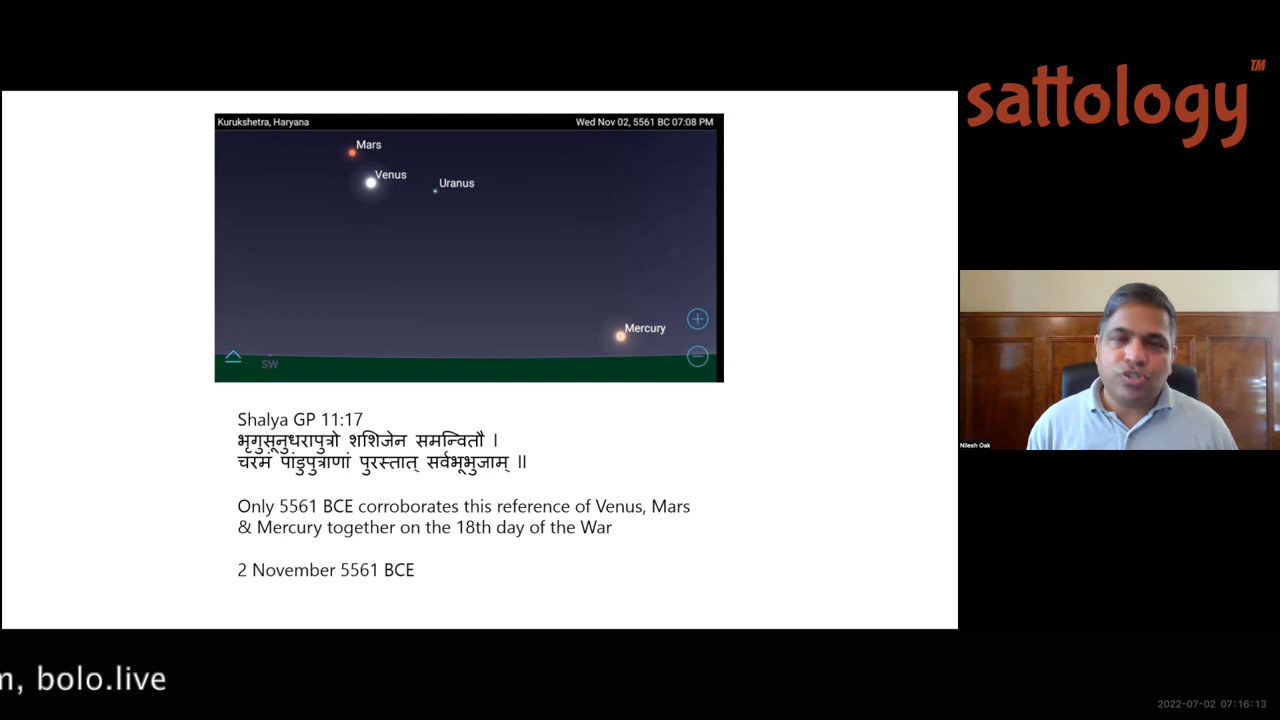 sattology™
Kurukshetra, Haryana
Wed Nov 02, 5561 BC 07:08 PM
Mars
Venus
Uranus
Mercury
SW
Shalya GP 11:17
भृगुसूनुधरापुत्रो शशिजेन समन्वितौ ।
चरमं पांडुपुत्राणां पुरस्तात् सर्वभूभुजाम् ॥
Only 5561 BCE corroborates this reference of Venus, Mars
& Mercury together on the 18th day of the War
2 November 5561 BCE
Nilesh Oak
, bolo.live
2022-07-02 07:16:13